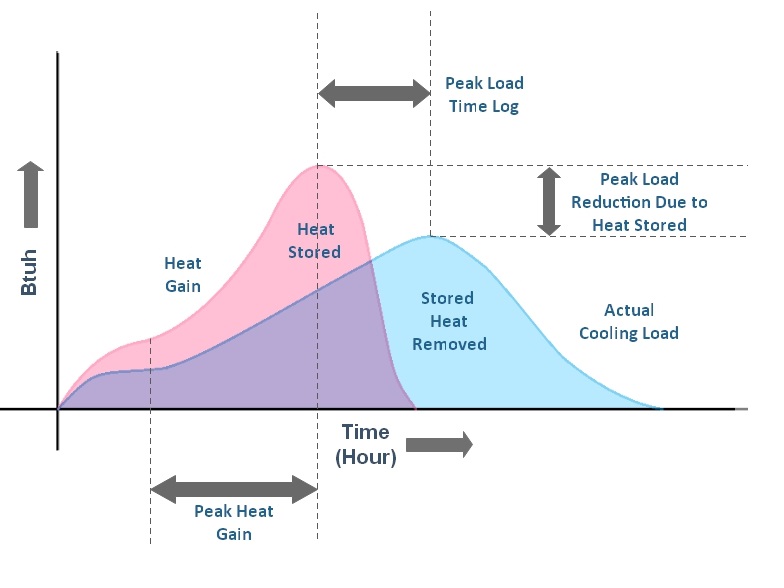 Peak Load
Time Log
Peak Load
Reduction Due to
Heat Stored
Heat
Stored
Heat
Gain
Btuh
Stored
Heat
Removed
Actual
Cooling Load
Time
(Hour)
Peak Heat
Gain